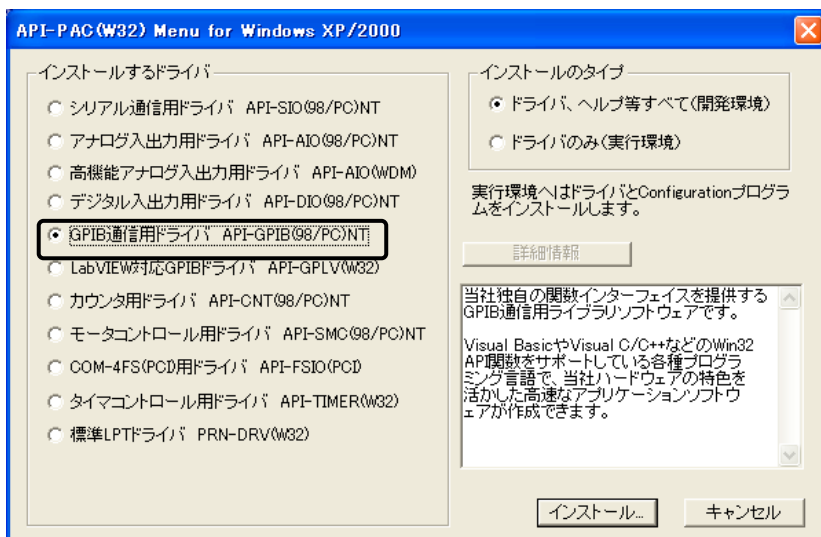 API-PAC(W32) Menu for Windows XP/2000
インストールするドライバ
シリアル通信用ドライバ API-SIO(98/PC)NT
アナログ入出力用ドライバ API-AIO(98/PC)NT
高機能アナログ入出力用ドライバ API-AIO(WDM)
デジタル入出力用ドライバ API-DIO(98/PC)NT
GPIB通信用ドライバ API-GPIB(98/PC)NT
LabVIEW対応GPIBドライバ API-GPLV(W32)
カウンタ用ドライバ API-CNT(98/PC)NT
モータコントロール用ドライバ API-SMC(98/PC)NT
COM-4FS(PCI)用ドライバ API-FSIO(PCI)
タイマコントロール用ドライバ API-TIMER(W32)
標準LPTドライバ PRN-DRV(W32)
インストールのタイプ
ドライバ、ヘルプ等すべて(開発環境)
ドライバのみ(実行環境)
実行環境へはドライバとConfigurationプログラ
ムをインストールします。
詳細情報
当社独自の関数インターフェイスを提供する
GPIB通信用ライブラリソフトウェアです。
Visual BasicやVisual C/C++などのWin32
API関数をサポートしている各種プログラ
ミング言語で、当社ハードウェアの特色を
活かした高速なアプリケーションソフトウ
ェアが作成できます。
インストール...
キャンセル